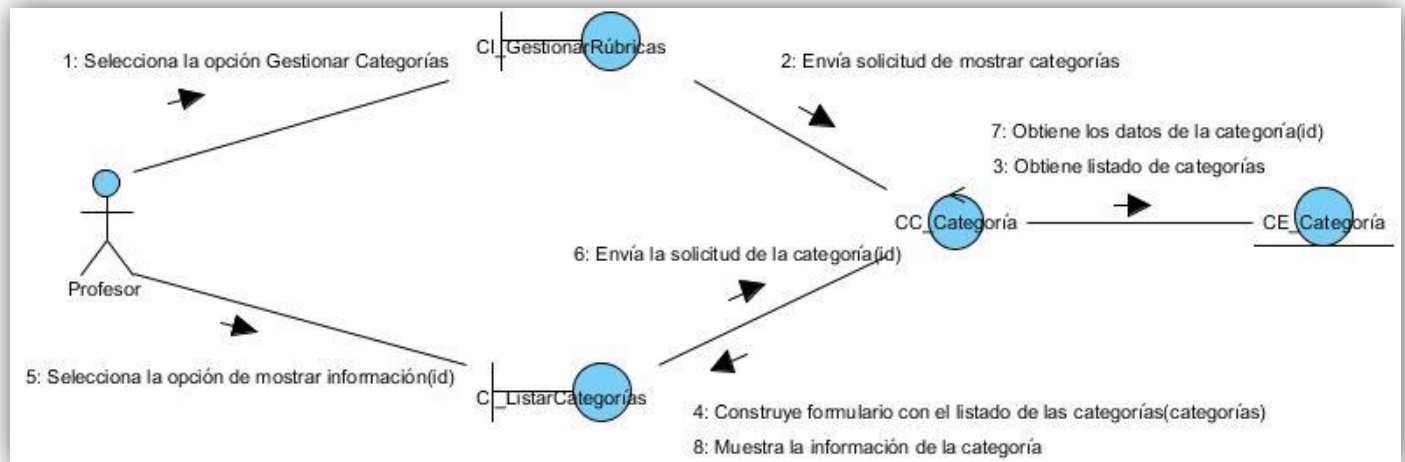 CI_GestionarRúbricas
1: Selecciona la opción Gestionar Categorías
2: Envía solicitud de mostrar categorías
7: Obtiene los datos de la categoría(id)
3: Obtiene listado de categorías
CC_Categoría
CE_Categoría
6: Envía la solicitud de la categoría(id)
Profesor
5: Selecciona la opción de mostrar información(id)
CI_ListarCategorías
4: Construye formulario con el listado de las categorías(categorías)
8: Muestra la información de la categoría